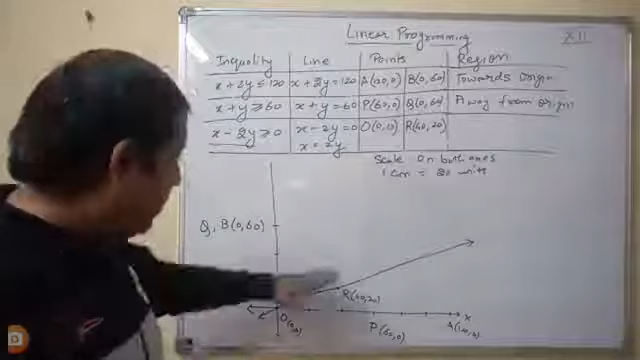 Linear Programming
XII
Inequality Line Points Region
x + 2y ≤ 120 x + 2y = 120 A(120,0) B(0,60) Towards Origin
x + y ≥ 60 x + y = 60 P(60,0) Q(0,60) Away from origin
x - 2y ≥ 0 x - 2y = 0 O(0,0) R(40,20)
x = 2y
Scale on both axes
1 cm = 20 units
Q, B(0,60)
R(40,20)
O(0,0) P(60,0) A(120,0) x